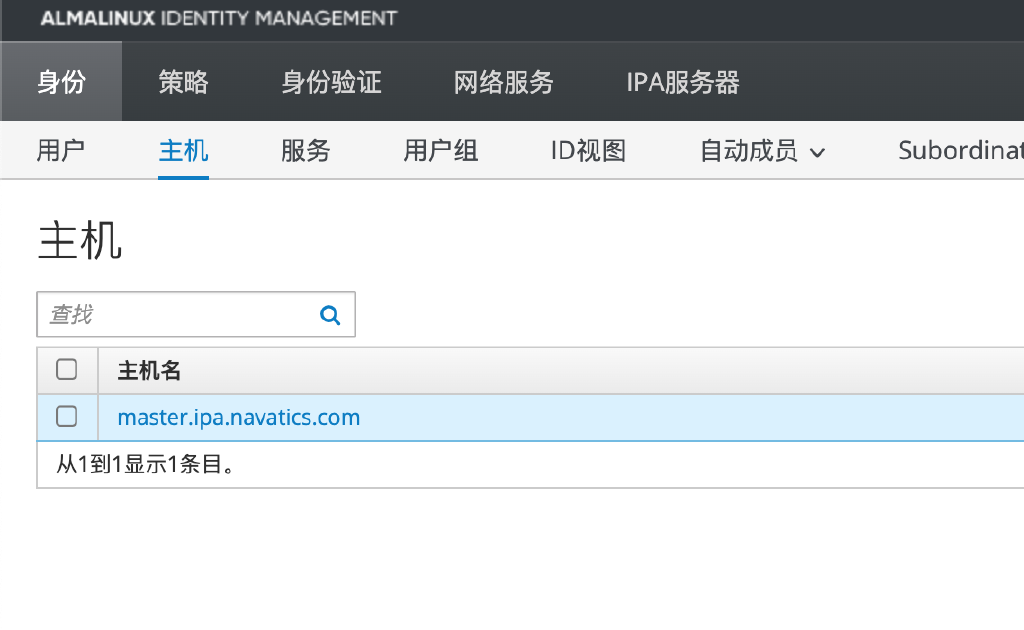 ALMALINUX IDENTITY MANAGEMENT
身份 策略 身份验证 网络服务 IPA服务器
用户 主机 服务 用户组 ID视图 自动成员 Subordinat
主机
查找
主机名
master.ipa.navatics.com
从1到1显示1条目。